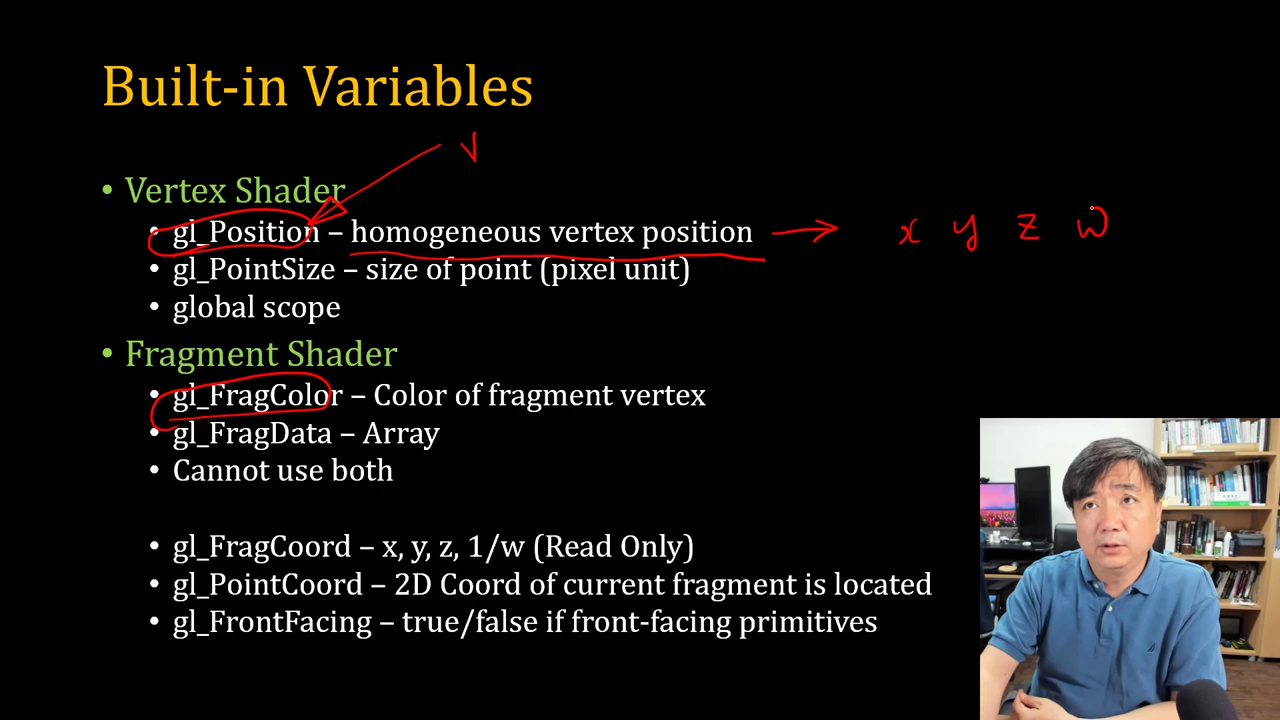 Built-in Variables
v
• Vertex Shader
• gl_Position – homogeneous vertex position → x y z w
• gl_PointSize – size of point (pixel unit)
• global scope
• Fragment Shader
• gl_FragColor – Color of fragment vertex
• gl_FragData – Array
• Cannot use both
• gl_FragCoord – x, y, z, 1/w (Read Only)
• gl_PointCoord – 2D Coord of current fragment is located
• gl_FrontFacing – true/false if front-facing primitives